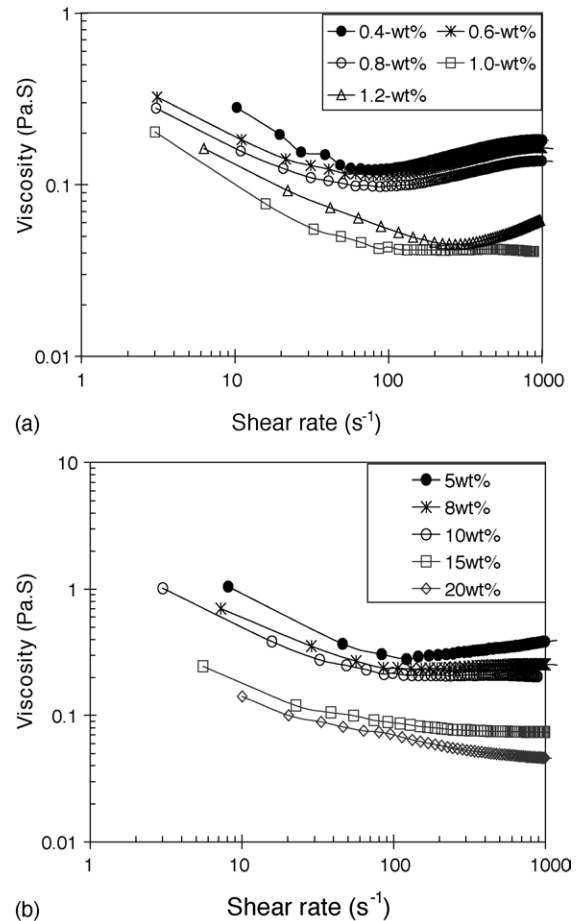 1
0.4-wt% 0.6-wt%
0.8-wt% 1.0-wt%
1.2-wt%
Viscosity (Pa.S)
0.1
0.01
1 10 100 1000
(a) Shear rate (s⁻¹)
10
5wt%
8wt%
10wt%
15wt%
20wt%
1
Viscosity (Pa.S)
0.1
0.01
1 10 100 1000
(b) Shear rate (s⁻¹)